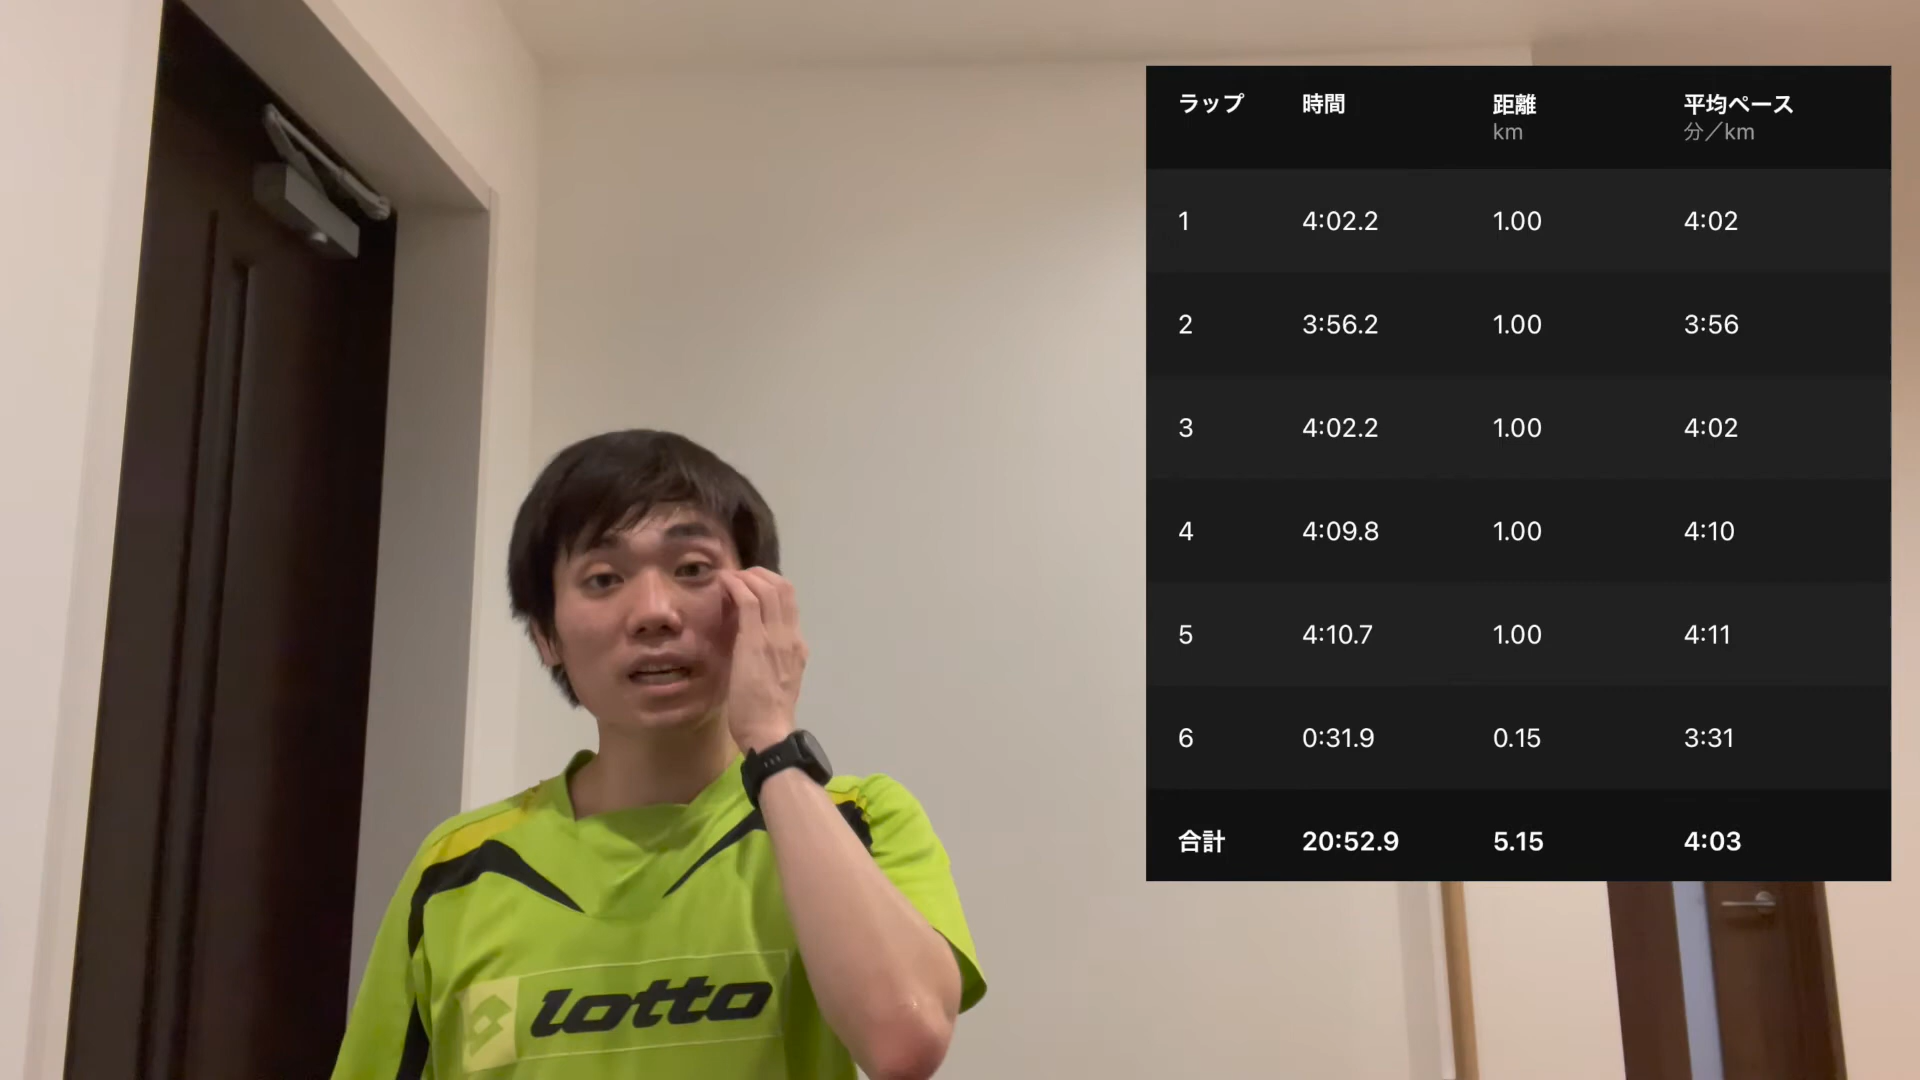 ラップ 時間 距離 平均ペース
km 分／km
1 4:02.2 1.00 4:02
2 3:56.2 1.00 3:56
3 4:02.2 1.00 4:02
4 4:09.8 1.00 4:10
5 4:10.7 1.00 4:11
6 0:31.9 0.15 3:31
合計 20:52.9 5.15 4:03
lotto